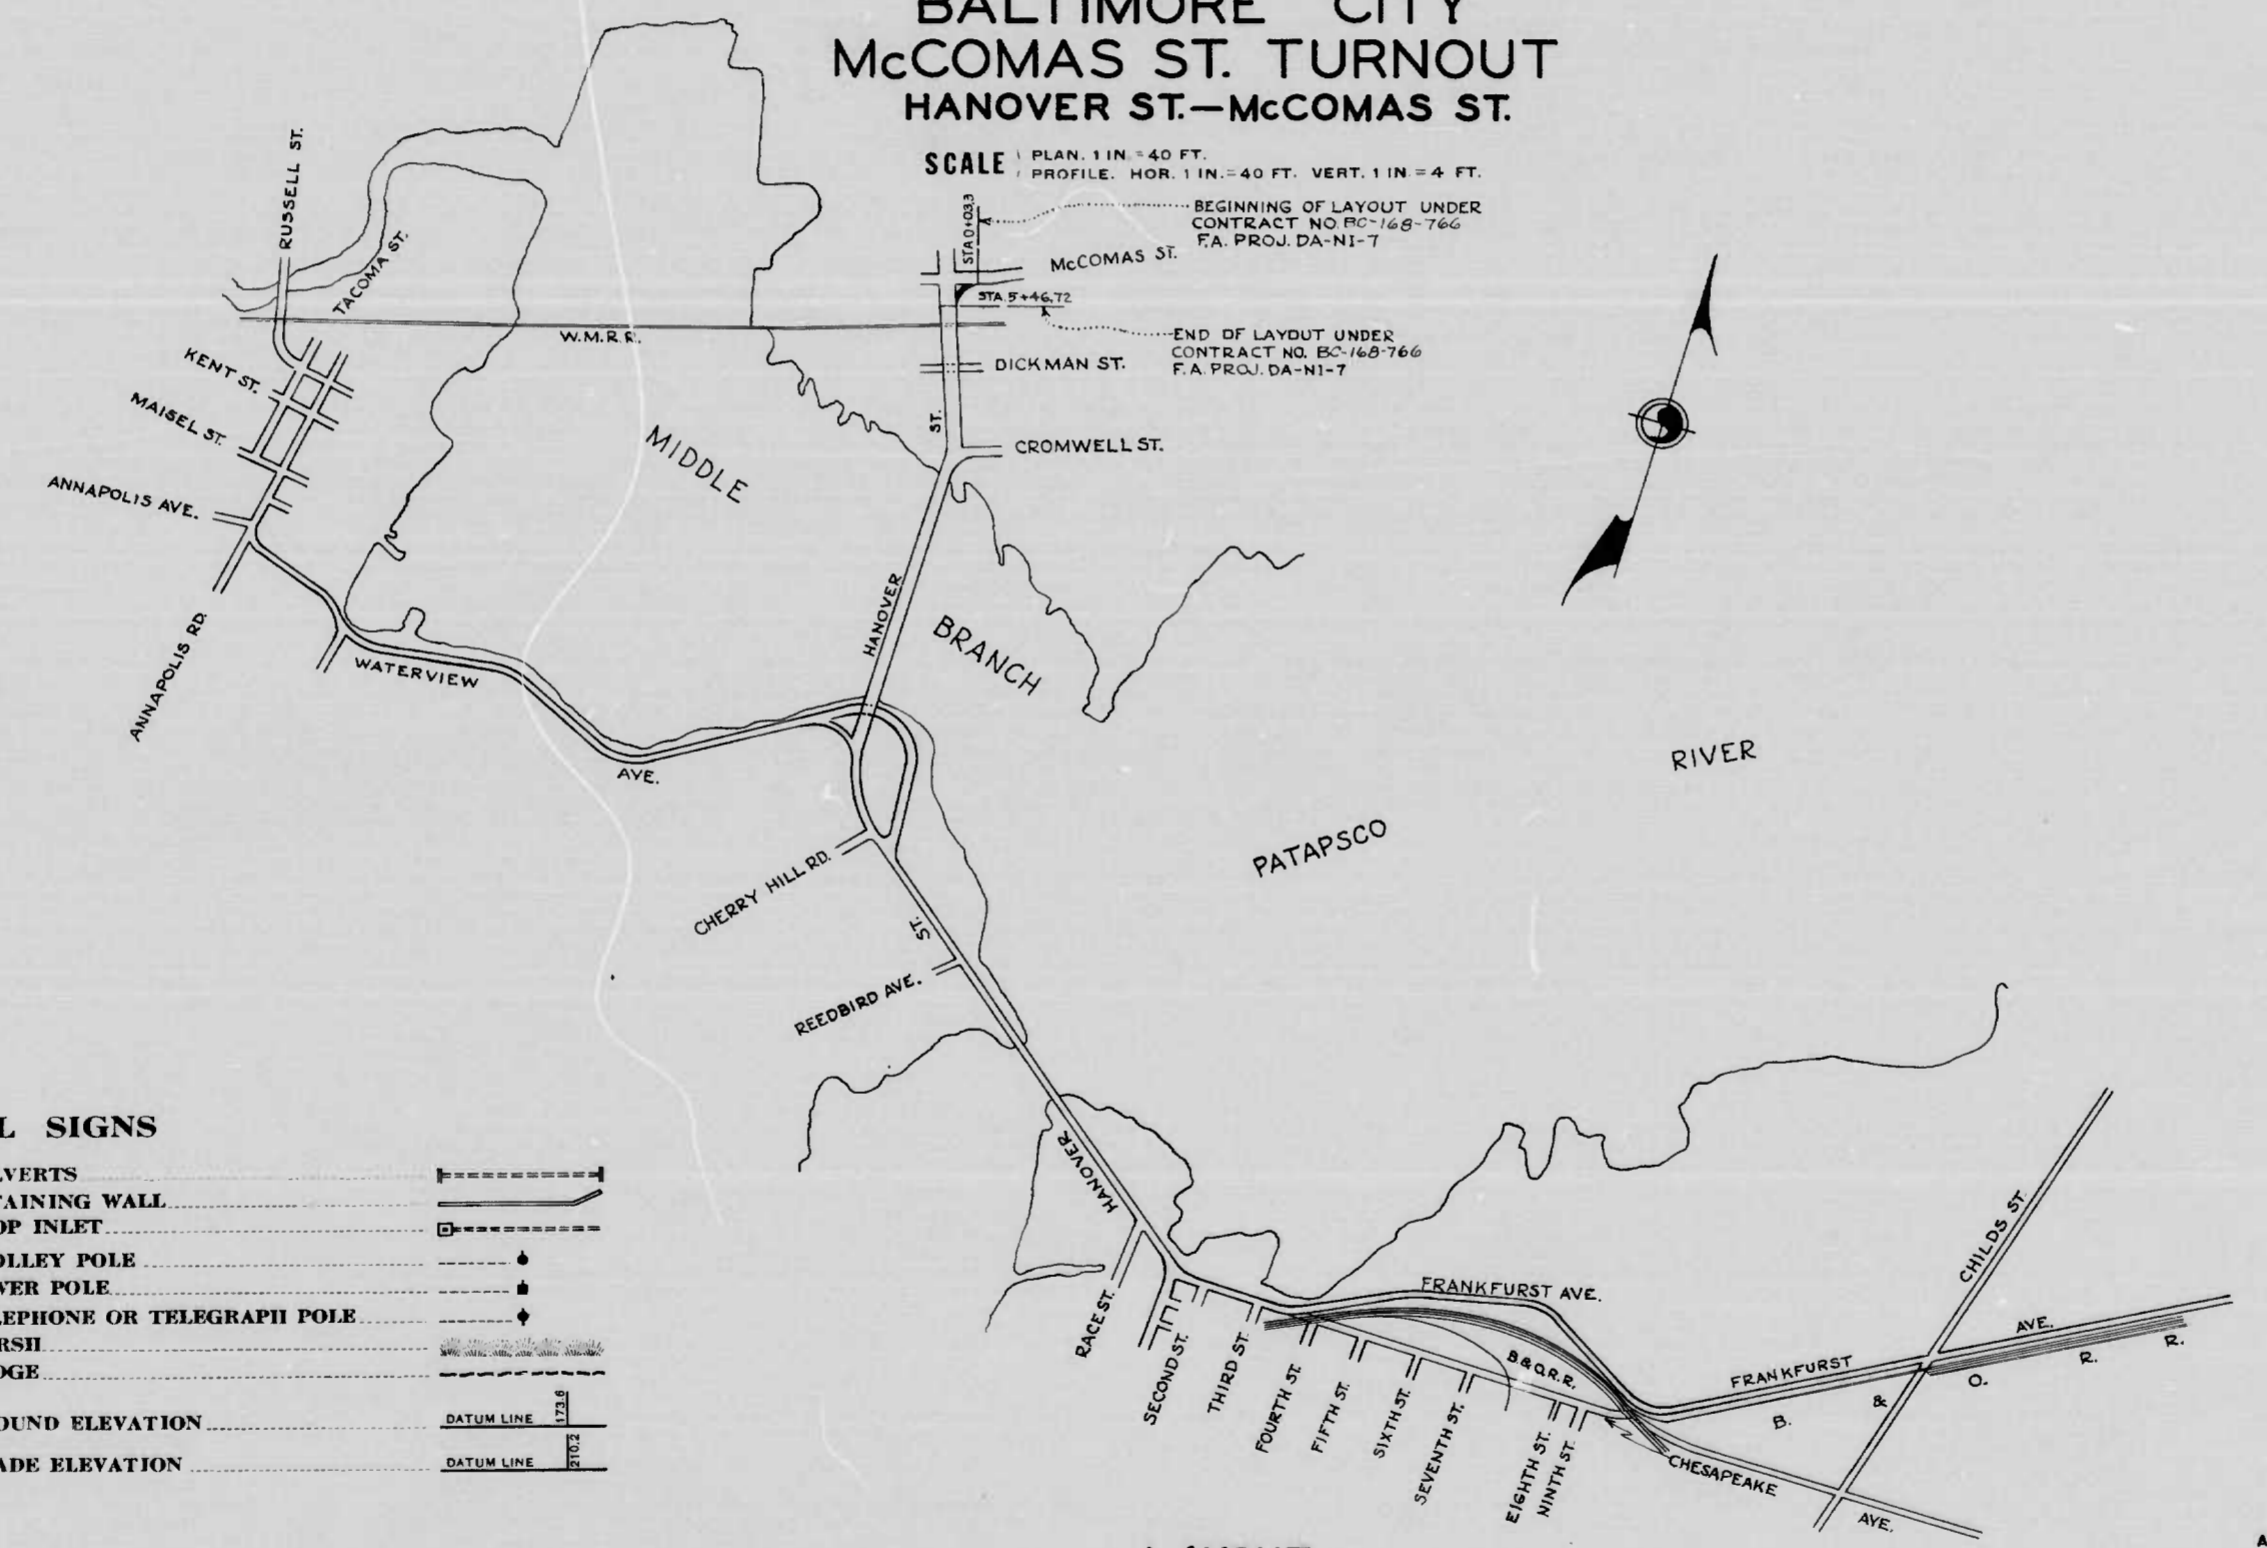 BALTIMORE CITY
McCOMAS ST. TURNOUT
HANOVER ST.—McCOMAS ST.
SCALE
PLAN. 1 IN. = 40 FT.
PROFILE. HOR. 1 IN. = 40 FT. VERT. 1 IN. = 4 FT.
STA 0+03.3
BEGINNING OF LAYOUT UNDER
CONTRACT NO. BC-168-766
F.A. PROJ. DA-NI-7
McCOMAS ST.
STA. 5+46.72
END OF LAYOUT UNDER
CONTRACT NO. BC-168-766
F.A. PROJ. DA-NI-7
RUSSELL ST.
TACOMA ST.
W.M.R.R.
KENT ST.
MAISEL ST.
ANNAPOLIS AVE.
ANNAPOLIS RD.
DICKMAN ST.
ST.
CROMWELL ST.
MIDDLE
HANOVER
BRANCH
WATERVIEW
AVE.
RIVER
PATAPSCO
CHERRY HILL RD.
ST.
REEDBIRD AVE.
HANOVER
RACE ST.
SECOND ST.
THIRD ST.
FOURTH ST.
FIFTH ST.
SIXTH ST.
SEVENTH ST.
EIGHTH ST.
NINTH ST.
FRANKFURST AVE.
B.&O.R.R.
CHILDS ST.
FRANKFURST
AVE.
B. & O. R. R.
CHESAPEAKE
AVE.
L SIGNS
LVERTS
TAINING WALL
OP INLET
OLLEY POLE
WER POLE
LEPHONE OR TELEGRAPH POLE
RSH
DGE
OUND ELEVATION
DATUM LINE
173.6
ADE ELEVATION
DATUM LINE
210.2